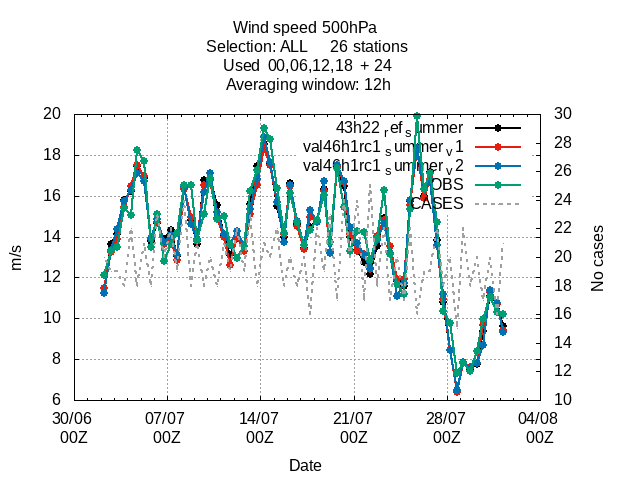 Wind speed 500hPa
Selection: ALL 26 stations
Used 00,06,12,18 + 24
Averaging window: 12h
20 30
18 28
16 26
14 24
12 22
10 20
8 18
6 16
14
12
10
43h22 ref summer
val46h1rc1 summer v 1
val46h1rc1 summer v 2
OBS
CASES
m/s
No cases
30/06 07/07 14/07 21/07 28/07 04/08
00Z 00Z 00Z 00Z 00Z 00Z
Date